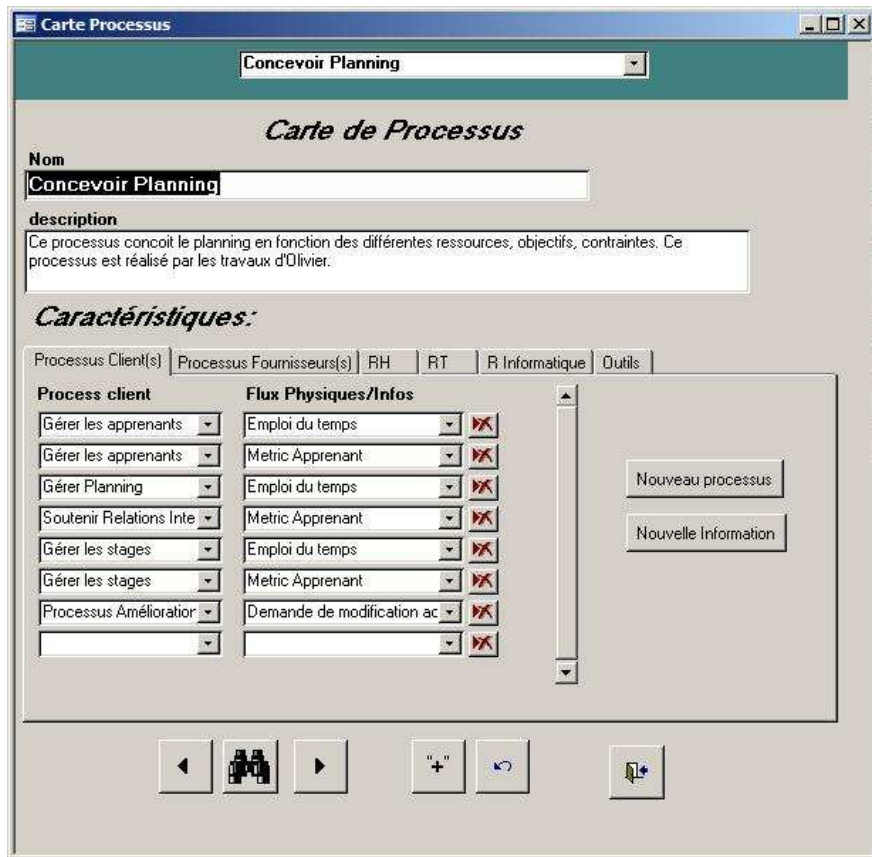 Carte Processus
Concevoir Planning
Carte de Processus
Nom
Concevoir Planning
description
Ce processus concoit le planning en fonction des différentes ressources, objectifs, contraintes. Ce
processus est réalisé par les travaux d'Olivier.
Caractéristiques:
Processus Client(s) Processus Fournisseurs(s) RH RT R Informatique Outils
Process client Flux Physiques/Infos
Gérer les apprenants Emploi du temps
Gérer les apprenants Metric Apprenant
Gérer Planning Emploi du temps
Soutenir Relations Inte Metric Apprenant
Gérer les stages Emploi du temps
Gérer les stages Metric Apprenant
Processus Amélioration Demande de modification ac
Nouveau processus
Nouvelle Information
"+"